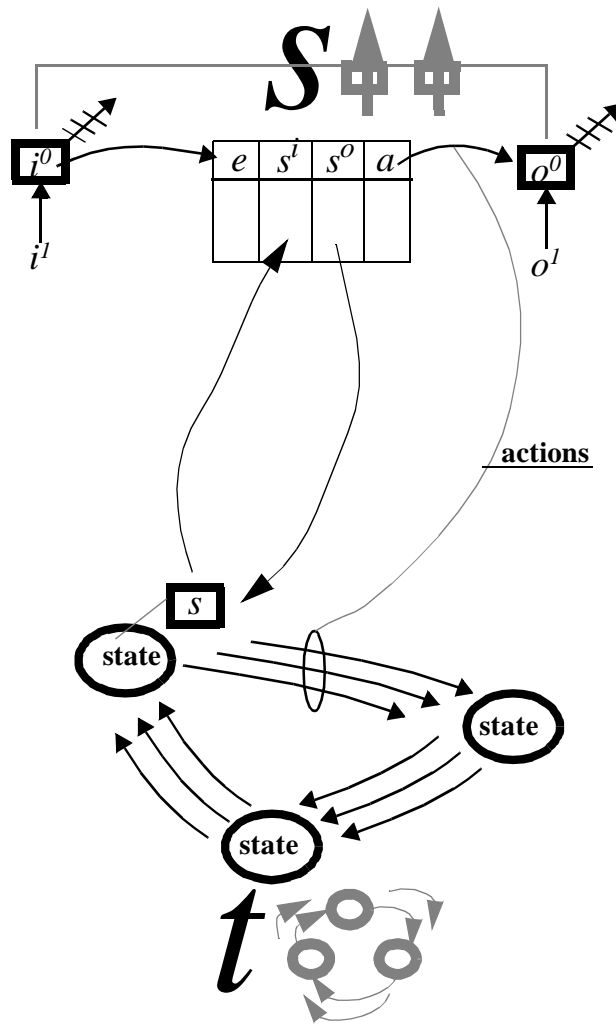 s
i⁰ e sⁱ sᵒ a o⁰
i¹ o¹
actions
s
state
state
state
t